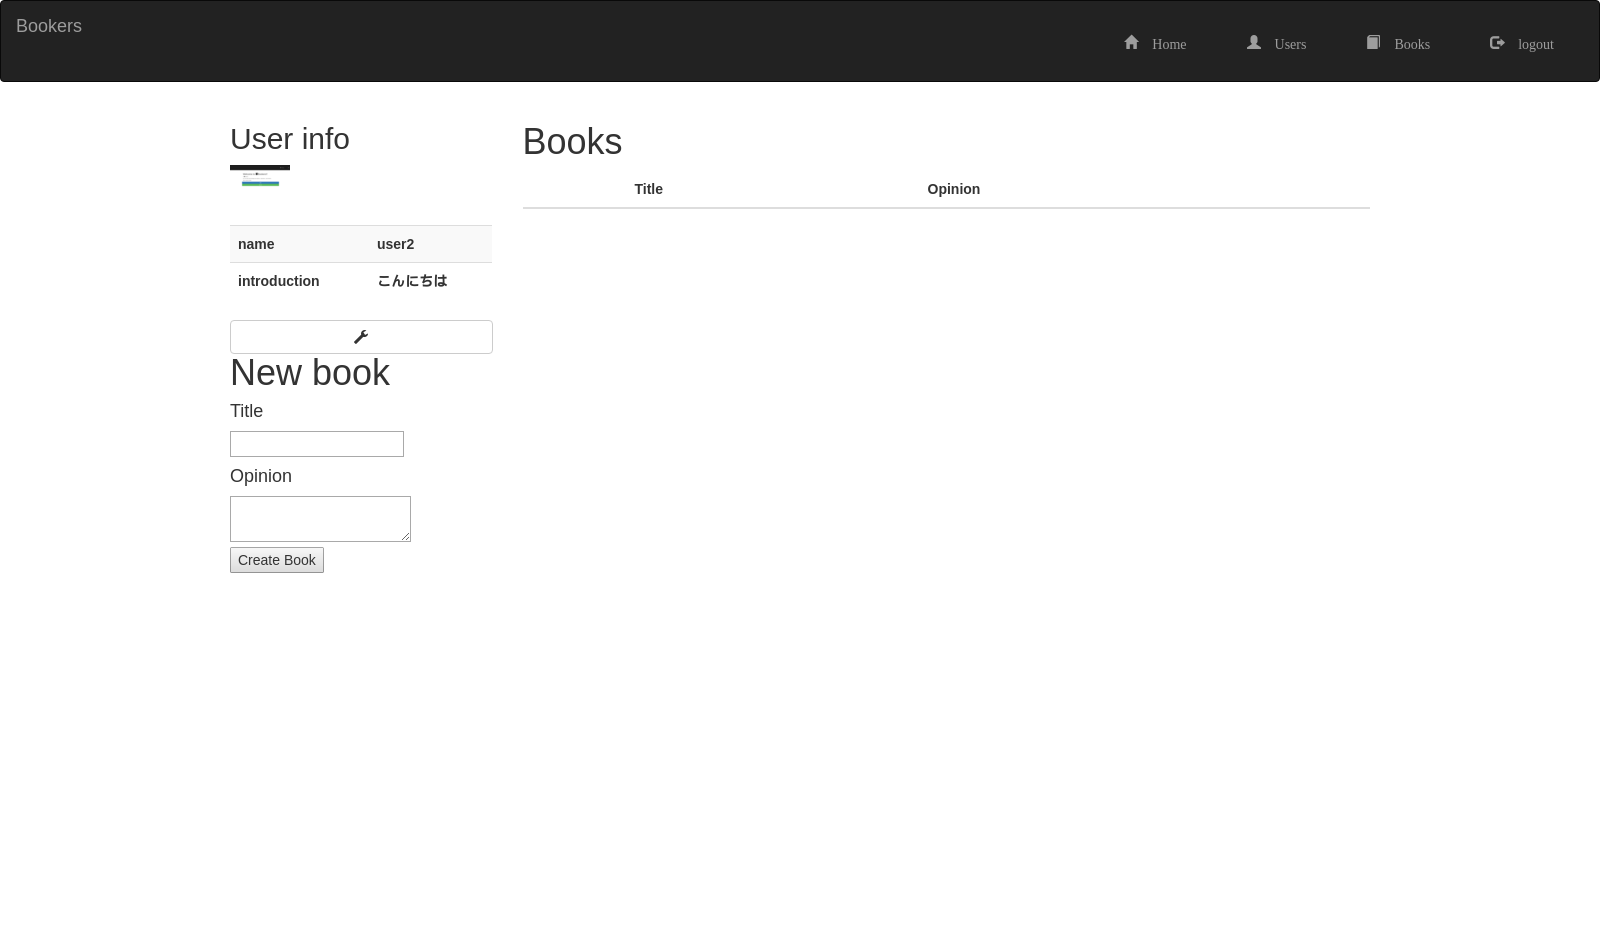 Bookers
Home Users Books logout
User info
name user2
introduction こんにちは
New book
Title
Opinion
Create Book
Books
Title Opinion